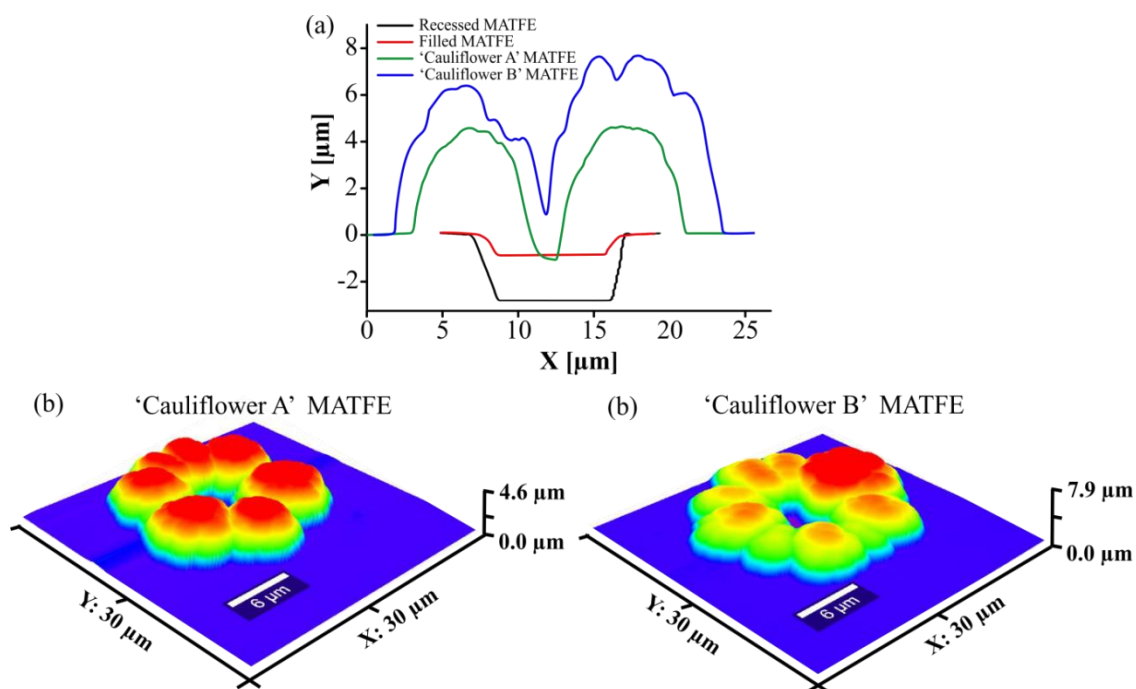 (a)
Recessed MATFE
Filled MATFE
‘Cauliflower A’ MATFE
‘Cauliflower B’ MATFE
8
6
4
2
0
-2
Y [µm]
0 5 10 15 20 25
X [µm]
(b) ‘Cauliflower A’ MATFE
4.6 µm
0.0 µm
6 µm
Y: 30 µm
X: 30 µm
(b) ‘Cauliflower B’ MATFE
7.9 µm
0.0 µm
6 µm
Y: 30 µm
X: 30 µm